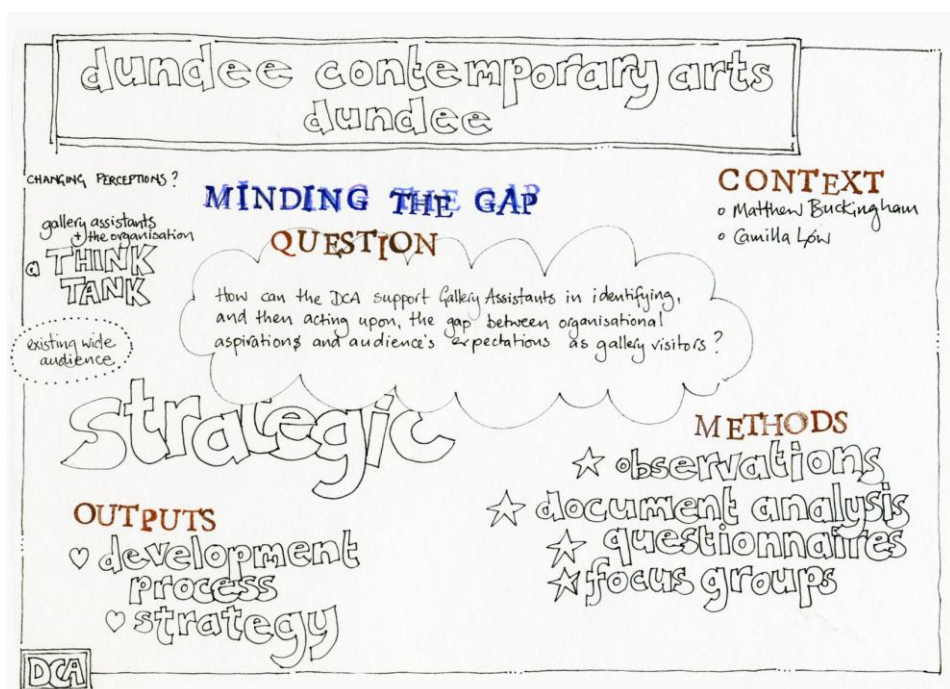 dundee contemporary arts
dundee
CHANGING PERCEPTIONS?
gallery assistants
+ the organisation
a THINK
TANK
existing wide
audience
MINDING THE GAP
QUESTION
How can the DCA support Gallery Assistants in identifying,
and then acting upon, the gap between organisational
aspirations and audience's expectations as gallery visitors?
CONTEXT
Matthew Buckingham
Camilla Löw
strategic
METHODS
observations
document analysis
questionnaires
focus groups
OUTPUTS
development
process
strategy
DCA